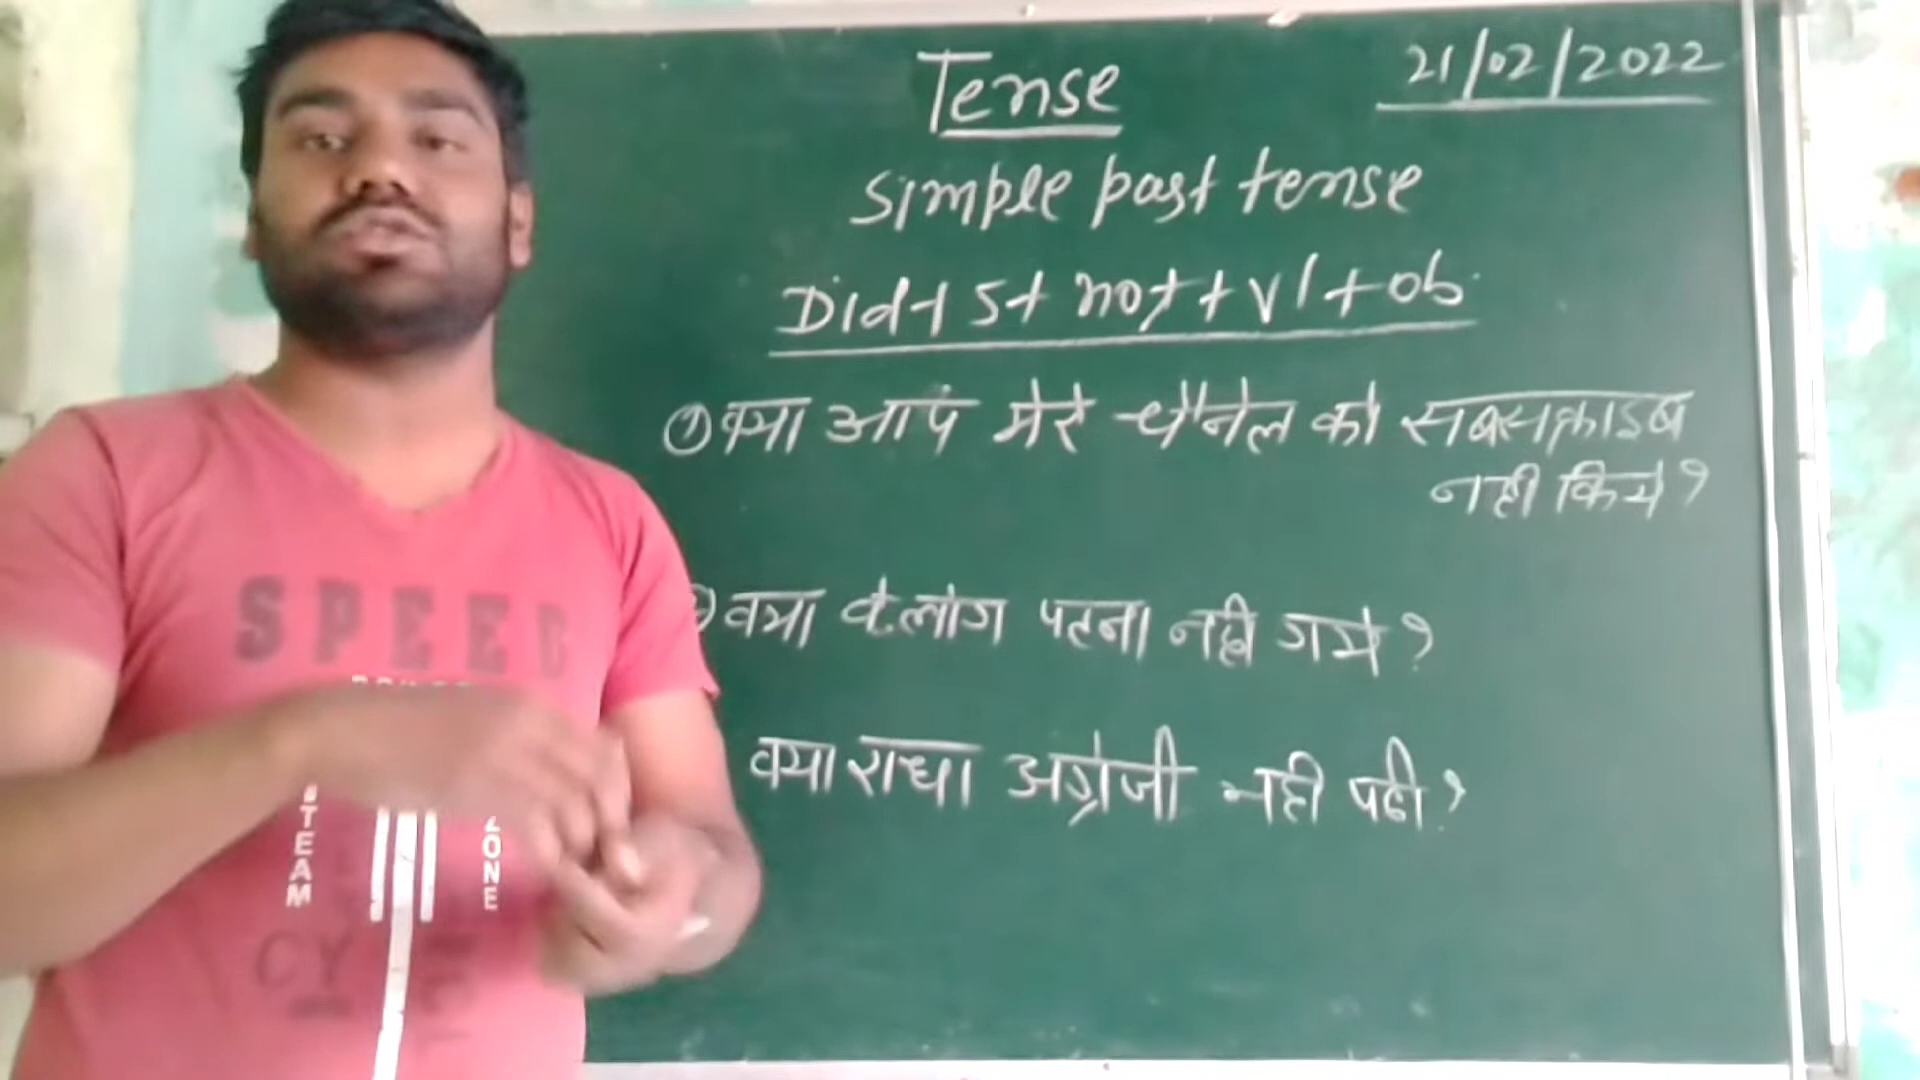 Tense
21/02/2022
Simple past tense
Did + S + not + V1 + ob.
① क्या आप मेरे चैनेल को सबसक्राइब
नही किये?
क्या वे लोग पटना नही गये?
क्या राधा अंग्रेजी नही पढी?
SPEED
STEAM
ZONE